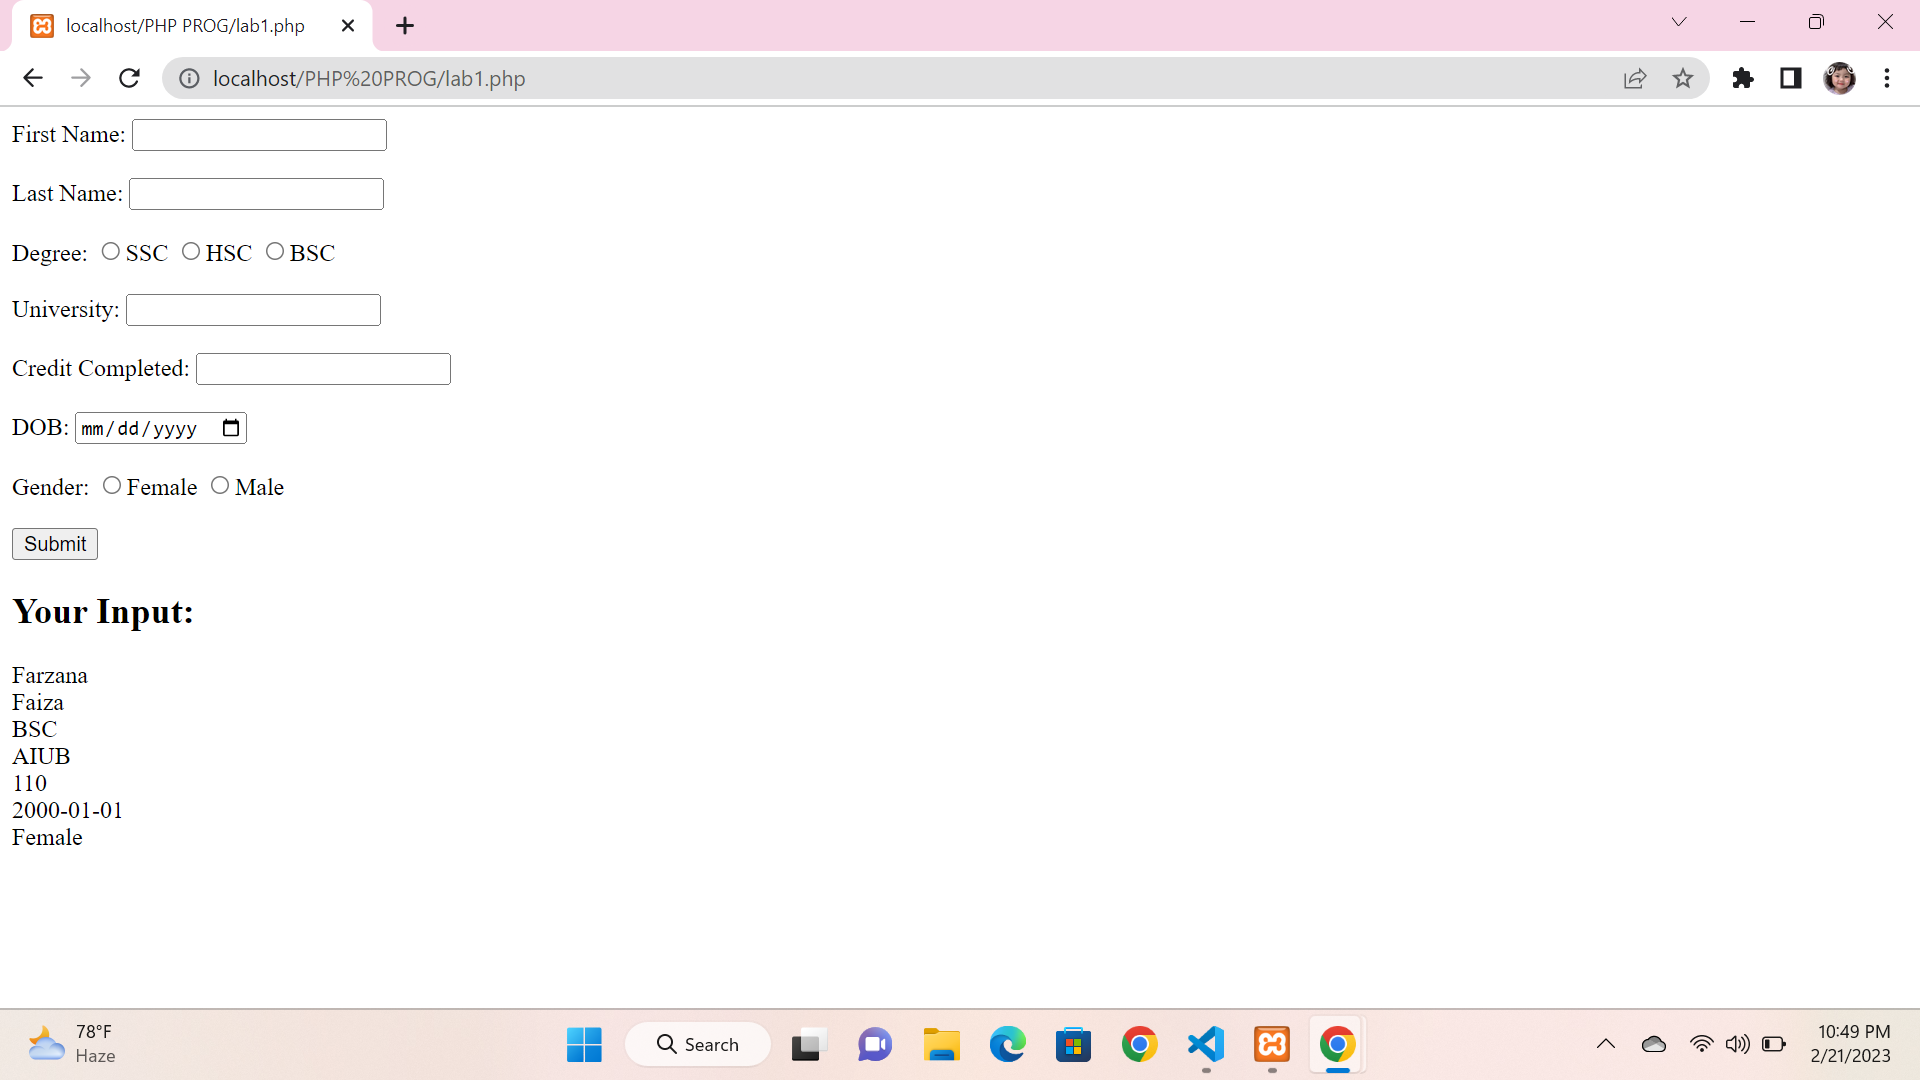 localhost/PHP PROG/lab1.php
localhost/PHP%20PROG/lab1.php
First Name:
Last Name:
Degree: SSC HSC BSC
University:
Credit Completed:
DOB: mm/dd/yyyy
Gender: Female Male
Submit
Your Input:
Farzana
Faiza
BSC
AIUB
110
2000-01-01
Female
78°F
Haze
Search
10:49 PM
2/21/2023